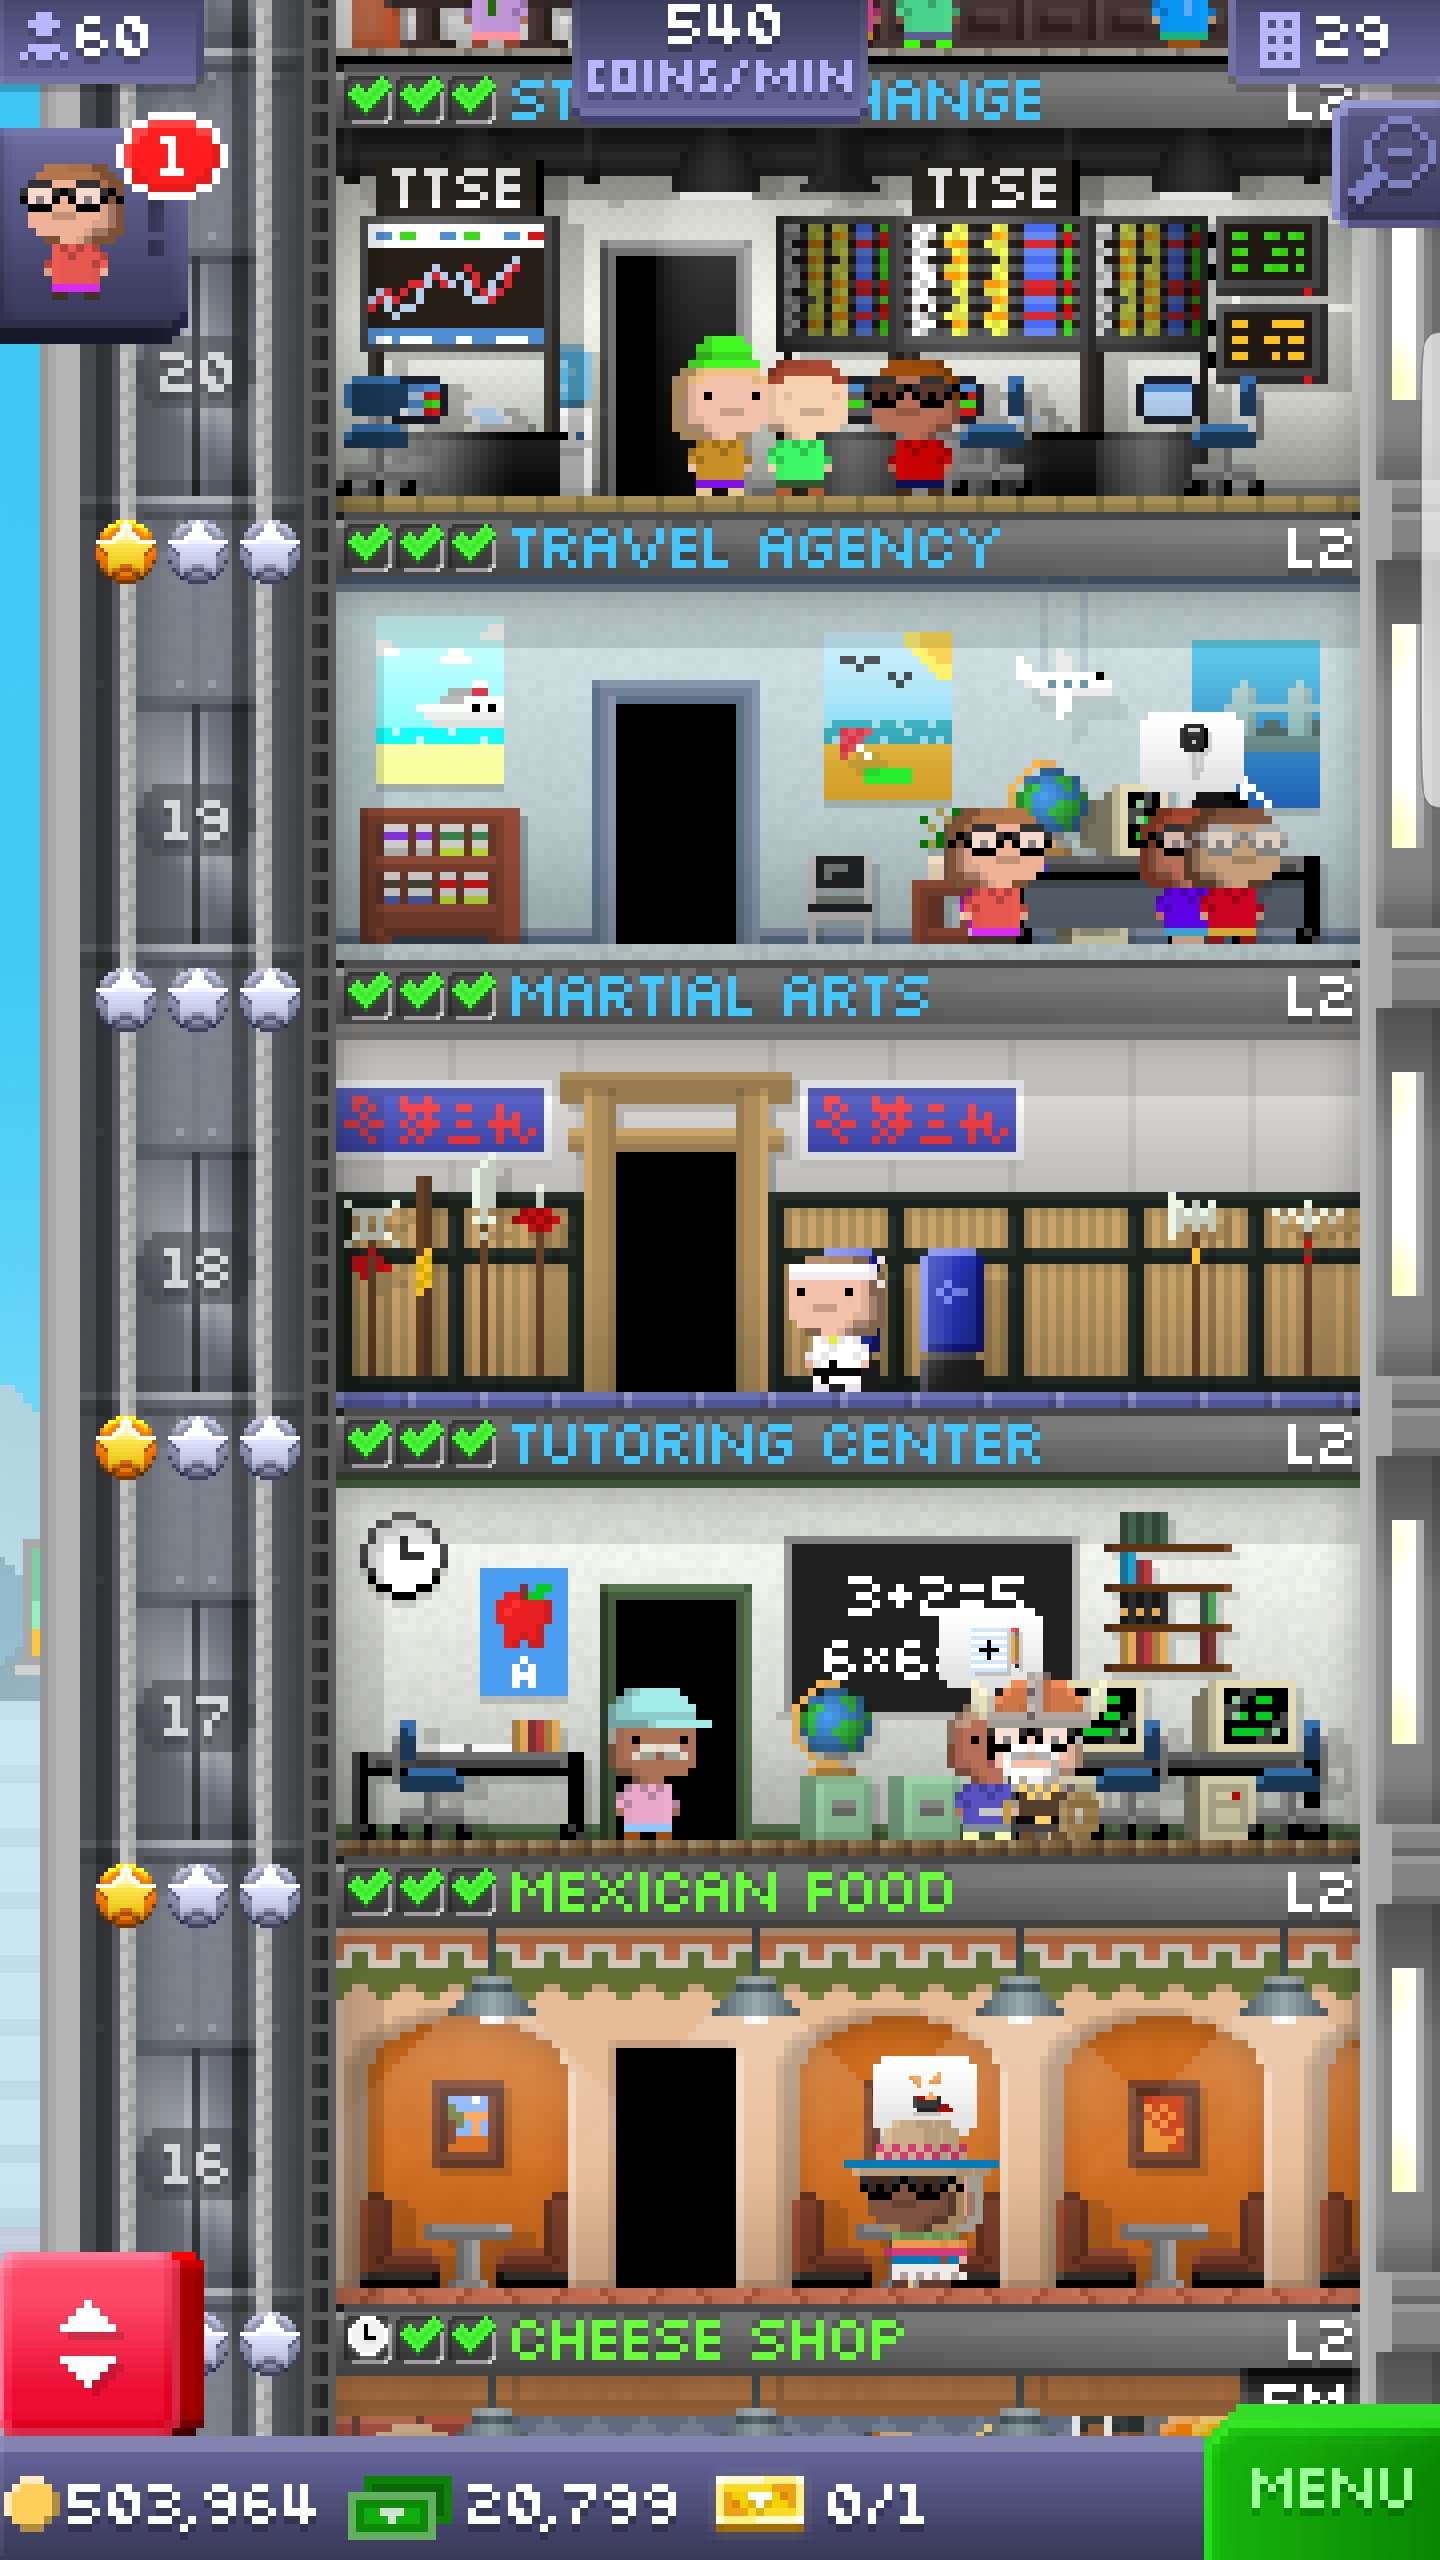 60
540
COINS/MIN
29
1
ST
HANGE
L2
TTSE
TTSE
20
TRAVEL AGENCY
L2
19
MARTIAL ARTS
L2
18
TUTORING CENTER
L2
3+2=5
6×6
A
17
MEXICAN FOOD
L2
16
CHEESE SHOP
L2
503,964
20,799
0/1
MENU